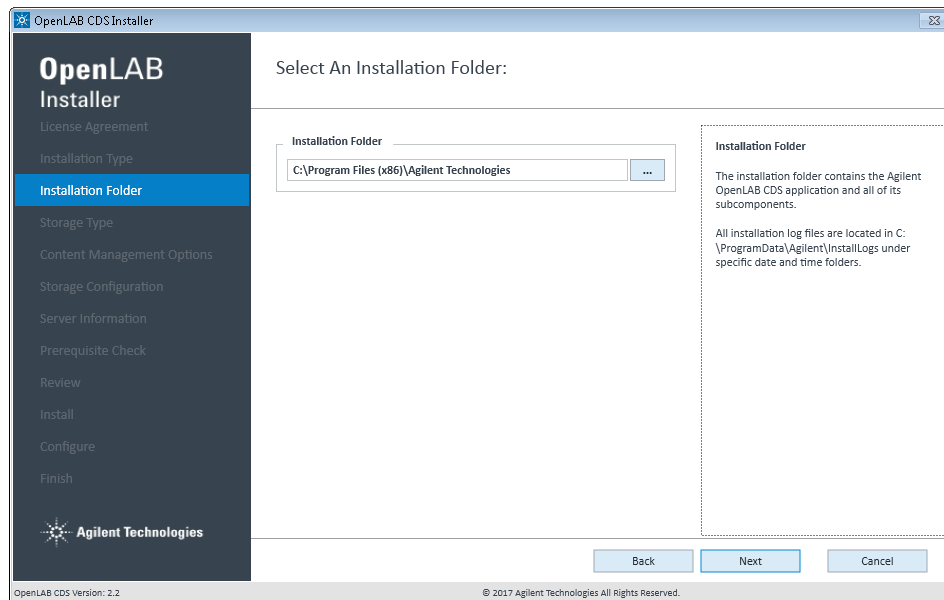 OpenLAB CDS Installer
OpenLAB
Installer
License Agreement
Installation Type
Installation Folder
Storage Type
Content Management Options
Storage Configuration
Server Information
Prerequisite Check
Review
Install
Configure
Finish
Agilent Technologies
Select An Installation Folder:
Installation Folder
C:\Program Files (x86)\Agilent Technologies
...
Installation Folder
The installation folder contains the Agilent
OpenLAB CDS application and all of its
subcomponents.
All installation log files are located in C:
\ProgramData\Agilent\InstallLogs under
specific date and time folders.
Back
Next
Cancel
OpenLAB CDS Version: 2.2
© 2017 Agilent Technologies All Rights Reserved.